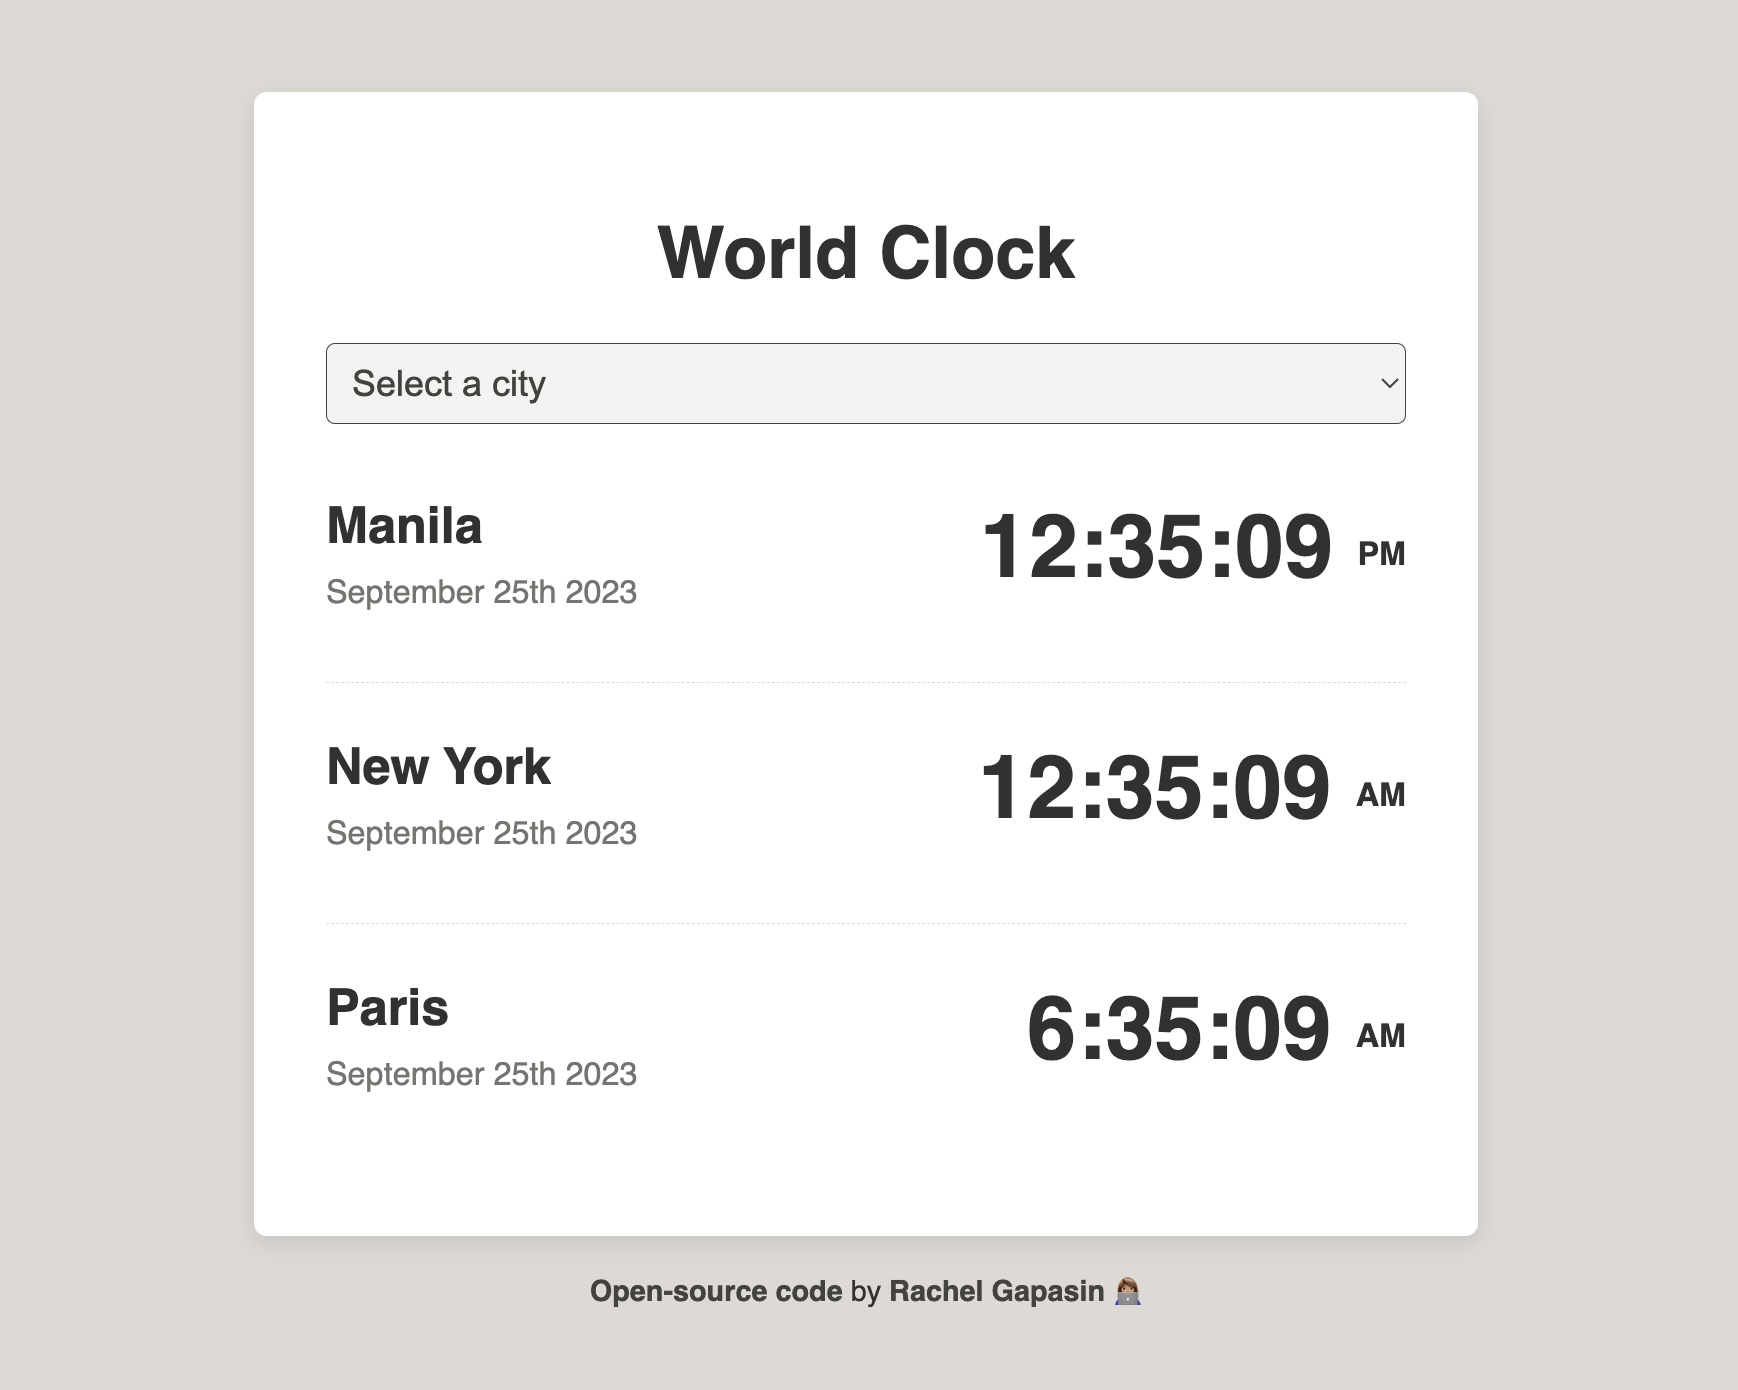 World Clock
Select a city
Manila
12:35:09 PM
September 25th 2023
New York
12:35:09 AM
September 25th 2023
Paris
6:35:09 AM
September 25th 2023
Open-source code by Rachel Gapasin 👩🏽‍💻